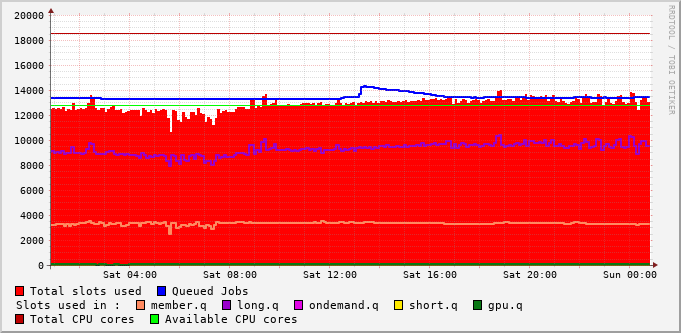 20000
18000
16000
14000
12000
10000
8000
6000
4000
2000
0
Sat 04:00 Sat 08:00 Sat 12:00 Sat 16:00 Sat 20:00 Sun 00:00
RRDTOOL / TOBI OETIKER
Total slots used Queued Jobs
Slots used in : member.q long.q ondemand.q short.q gpu.q
Total CPU cores Available CPU cores